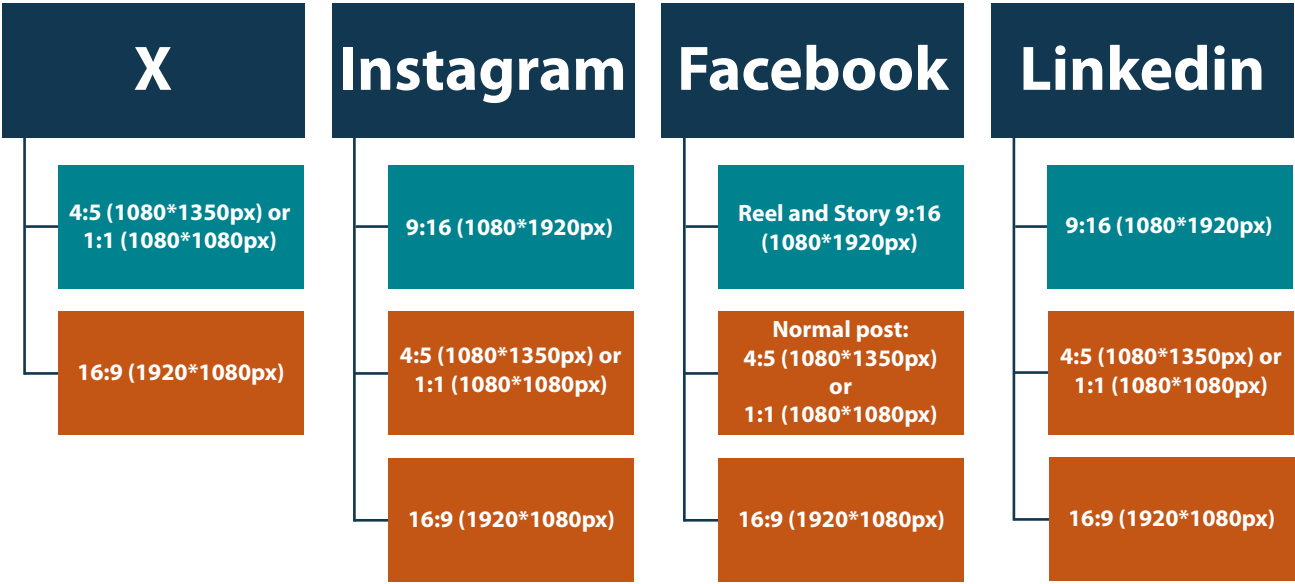 X
4:5 (1080*1350px) or
1:1 (1080*1080px)
16:9 (1920*1080px)
Instagram
9:16 (1080*1920px)
4:5 (1080*1350px) or
1:1 (1080*1080px)
16:9 (1920*1080px)
Facebook
Reel and Story 9:16
(1080*1920px)
Normal post:
4:5 (1080*1350px)
or
1:1 (1080*1080px)
16:9 (1920*1080px)
Linkedin
9:16 (1080*1920px)
4:5 (1080*1350px) or
1:1 (1080*1080px)
16:9 (1920*1080px)